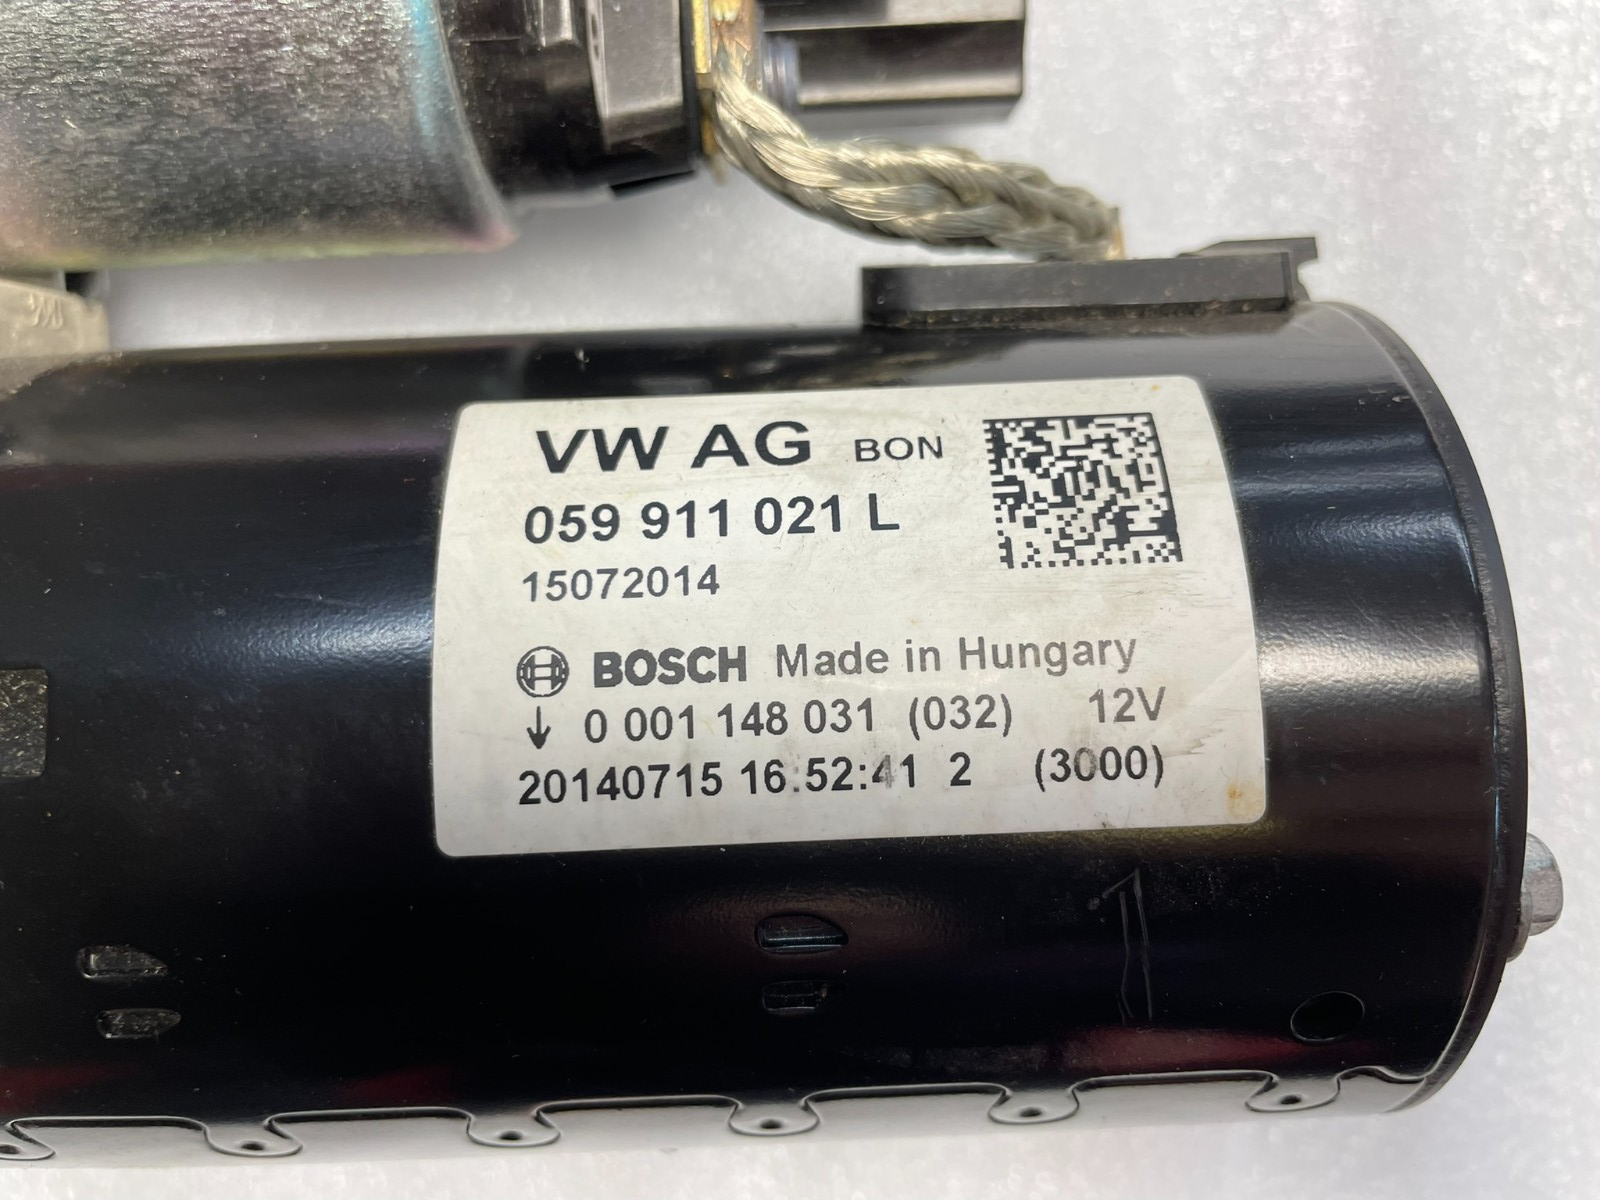 VW AG BON
059 911 021 L
15072014
BOSCH Made in Hungary
↓ 0 001 148 031 (032) 12V
20140715 16:52:41 2 (3000)
1